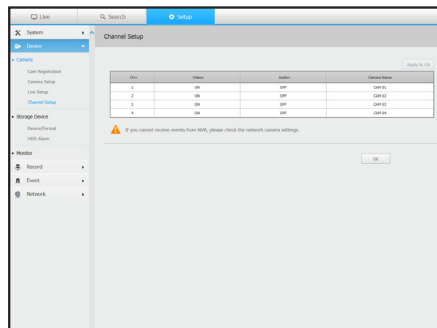 Live
Search
Setup
System
Device
Camera
Cam Registration
Camera Setup
Live Setup
Channel Setup
Storage Device
Device/Format
HDD Alarm
Monitor
Record
Event
Network
Channel Setup
Apply to CH
CH Video Audio Camera Name
1 ON OFF CAM 01
2 ON OFF CAM 02
3 ON OFF CAM 03
4 ON OFF CAM 04
If you cannot receive events from NVR, please check the network camera settings.
OK